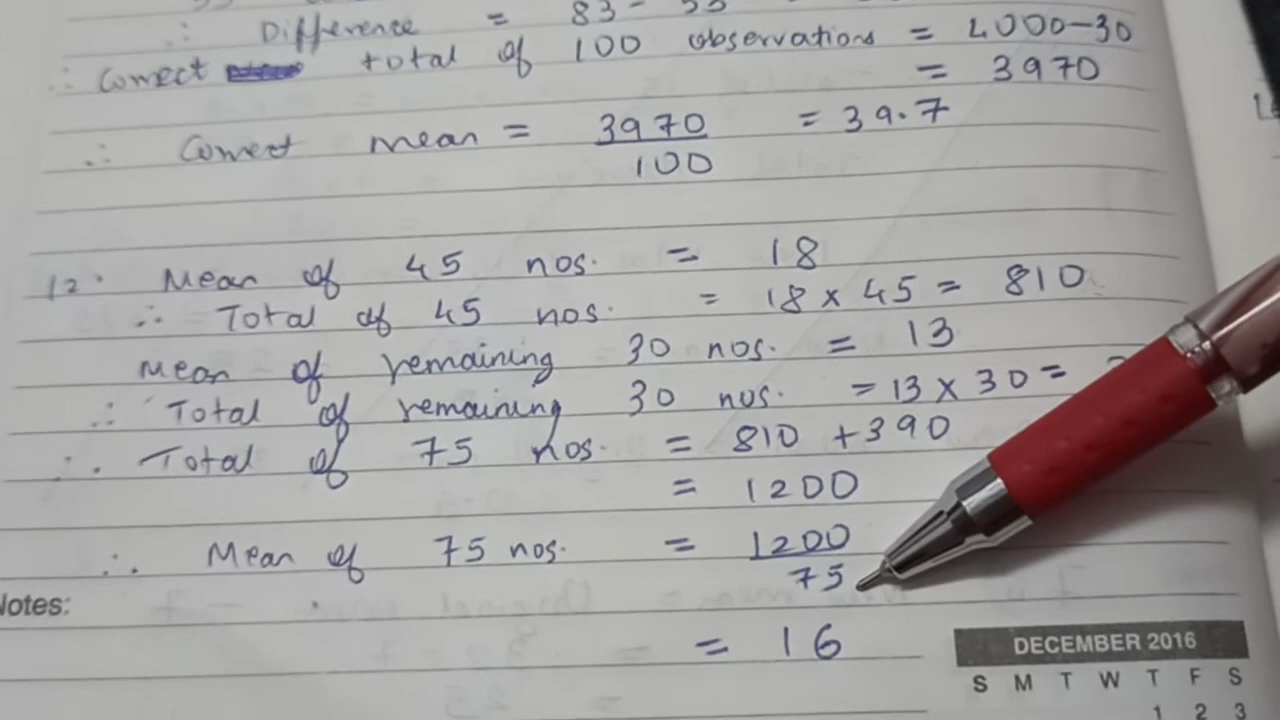 ∴ Difference = 83 - 53
∴ Correct total of 100 observations = 4000-30
= 3970
∴ Correct mean = 3970/100 = 39.7
12. Mean of 45 nos. = 18
∴ Total of 45 nos. = 18 x 45 = 810
Mean of remaining 30 nos. = 13
∴ Total of remaining 30 nos. = 13 x 30 =
∴ Total of 75 nos. = 810 + 390
= 1200
∴ Mean of 75 nos. = 1200/75
Notes:
= 16
DECEMBER 2016
S M T W T F S
1 2 3